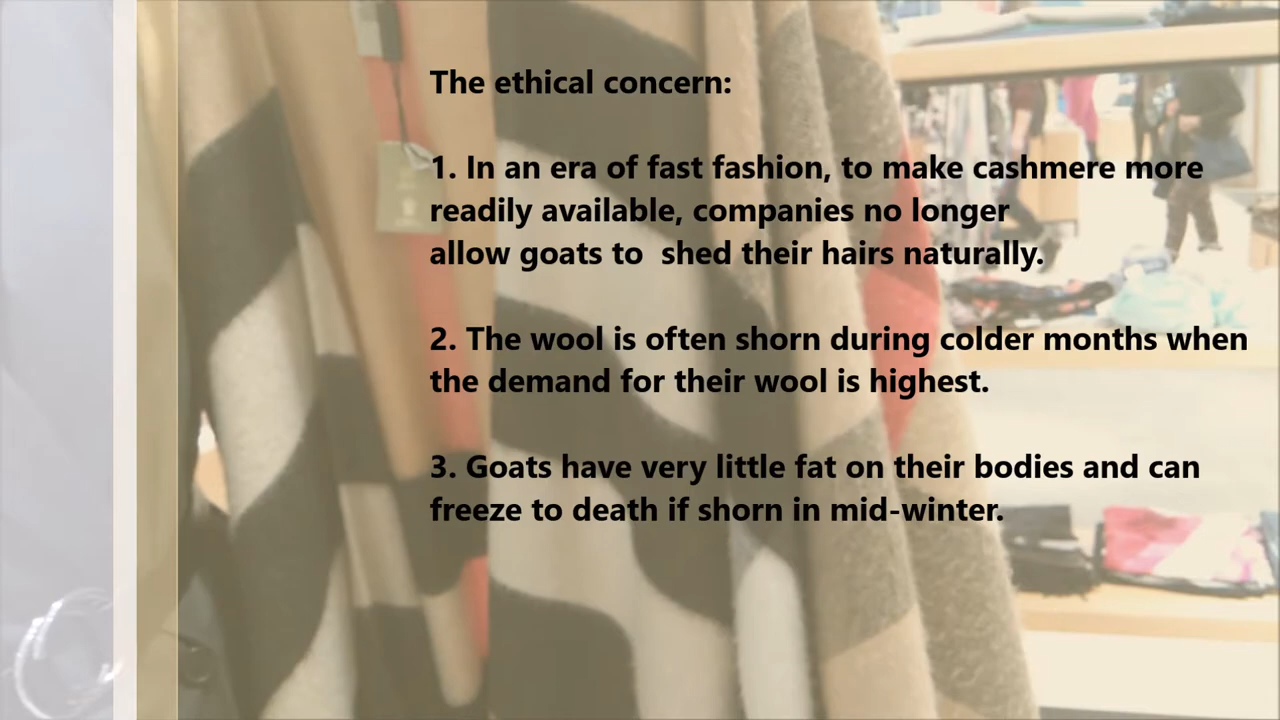 The ethical concern:
1. In an era of fast fashion, to make cashmere more
readily available, companies no longer
allow goats to  shed their hairs naturally.
2. The wool is often shorn during colder months when
the demand for their wool is highest.
3. Goats have very little fat on their bodies and can
freeze to death if shorn in mid-winter.